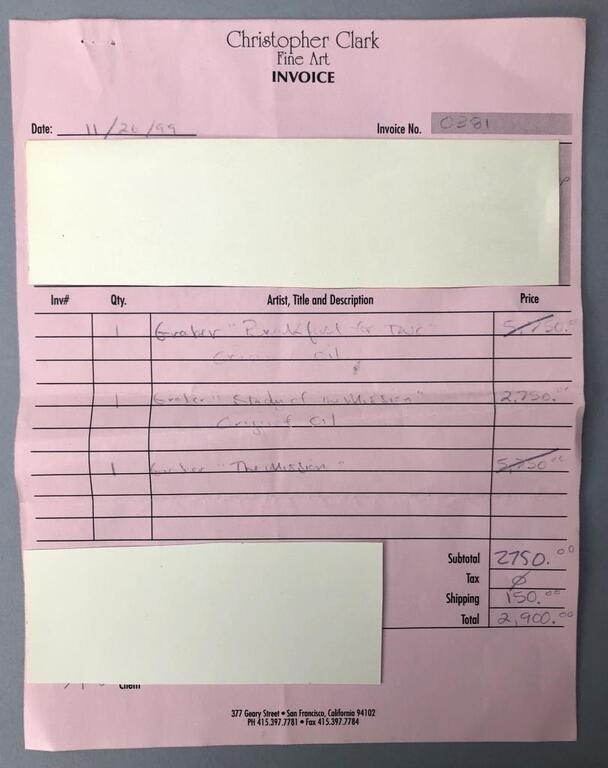 Christopher Clark
Fine Art
INVOICE
Date: 11/26/99 Invoice No. 0381
Inv# Qty. Artist, Title and Description Price
1 Graber "Breakfast for Two" 5,750.00
Original Oil
1 Graber "Study of the Mission" 2,750.00
Original Oil
1 Graber "The Mission" 5,750.00
Subtotal 2750.00
Tax Ø
Shipping 150.00
Total 2,900.00
Client
377 Geary Street • San Francisco, California 94102
PH 415.397.7781 • Fax 415.397.7784